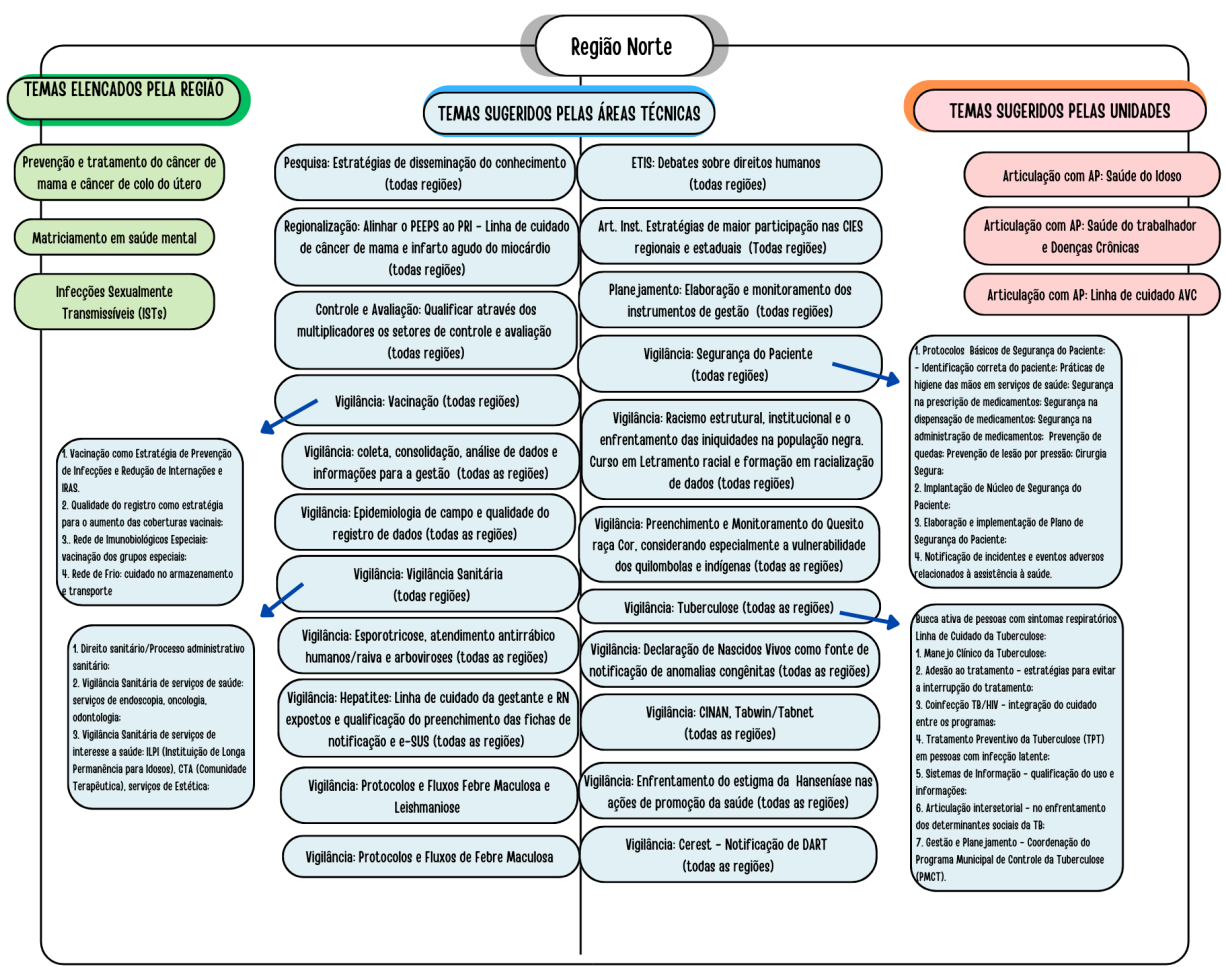 Região Norte
TEMAS ELENCADOS PELA REGIÃO
Prevenção e tratamento do câncer de
mama e câncer de colo do útero
Matriciamento em saúde mental
Infecções Sexualmente
Transmissíveis (ISTs)
TEMAS SUGERIDOS PELAS ÁREAS TÉCNICAS
Pesquisa: Estratégias de disseminação do conhecimento
(todas regiões)
Regionalização: Alinhar o PEEPS ao PRI - Linha de cuidado
de câncer de mama e infarto agudo do miocárdio
(todas regiões)
Controle e Avaliação: Qualificar através dos
multiplicadores os setores de controle e avaliação
(todas regiões)
Vigilância: Vacinação (todas regiões)
1. Vacinação como Estratégia de Prevenção
de Infecções e Redução de Internações e
IRAS.
2. Qualidade do registro como estratégia
para o aumento das coberturas vacinais;
3.. Rede de Imunobiológicos Especiais:
vacinação dos grupos especiais;
4. Rede de Frio: cuidado no armazenamento
e transporte
Vigilância: coleta, consolidação, análise de dados e
informações para a gestão (todas as regiões)
Vigilância: Epidemiologia de campo e qualidade do
registro de dados (todas as regiões)
Vigilância: Vigilância Sanitária
(todas regiões)
1. Direito sanitário/Processo administrativo
sanitário;
2. Vigilância Sanitária de serviços de saúde:
serviços de endoscopia, oncologia,
odontologia;
3. Vigilância Sanitária de serviços de
interesse a saúde: ILPI (Instituição de Longa
Permanência para Idosos), CTA (Comunidade
Terapêutica), serviços de Estética;
Vigilância: Esporotricose, atendimento antirrábico
humanos/raiva e arboviroses (todas as regiões)
Vigilância: Hepatites: Linha de cuidado da gestante e RN
expostos e qualificação do preenchimento das fichas de
notificação e e-SUS (todas as regiões)
Vigilância: Protocolos e Fluxos Febre Maculosa e
Leishmaniose
Vigilância: Protocolos e Fluxos de Febre Maculosa
ETIS: Debates sobre direitos humanos
(todas regiões)
Art. Inst. Estratégias de maior participação nas CIES
regionais e estaduais (Todas regiões)
Planejamento: Elaboração e monitoramento dos
instrumentos de gestão (todas regiões)
Vigilância: Segurança do Paciente
(todas regiões)
Vigilância: Racismo estrutural, institucional e o
enfrentamento das iniquidades na população negra.
Curso em Letramento racial e formação em racialização
de dados (todas regiões)
Vigilância: Preenchimento e Monitoramento do Quesito
raça Cor, considerando especialmente a vulnerabilidade
dos quilombolas e indígenas (todas as regiões)
Vigilância: Tuberculose (todas as regiões)
Vigilância: Declaração de Nascidos Vivos como fonte de
notificação de anomalias congênitas (todas as regiões)
Vigilância: CINAN, Tabwin/Tabnet
(todas as regiões)
Vigilância: Enfrentamento do estigma da Hanseníase nas
ações de promoção da saúde (todas as regiões)
Vigilância: Cerest - Notificação de DART
(todas as regiões)
TEMAS SUGERIDOS PELAS UNIDADES
Articulação com AP: Saúde do Idoso
Articulação com AP: Saúde do trabalhador
e Doenças Crônicas
Articulação com AP: Linha de cuidado AVC
1. Protocolos Básicos de Segurança do Paciente:
- Identificação correta do paciente; Práticas de
higiene das mãos em serviços de saúde; Segurança
na prescrição de medicamentos; Segurança na
dispensação de medicamentos; Segurança na
administração de medicamentos; Prevenção de
quedas; Prevenção de lesão por pressão; Cirurgia
Segura;
2. Implantação de Núcleo de Segurança do
Paciente;
3. Elaboração e implementação de Plano de
Segurança do Paciente;
4. Notificação de incidentes e eventos adversos
relacionados à assistência à saúde.
Busca ativa de pessoas com sintomas respiratórios
Linha de Cuidado da Tuberculose:
1. Manejo Clínico da Tuberculose;
2. Adesão ao tratamento - estratégias para evitar
a interrupção do tratamento;
3. Coinfecção TB/HIV - integração do cuidado
entre os programas;
4. Tratamento Preventivo da Tuberculose (TPT)
em pessoas com infecção latente;
5. Sistemas de Informação - qualificação do uso e
informações;
6. Articulação intersetorial - no enfrentamento
dos determinantes sociais da TB;
7. Gestão e Planejamento - Coordenação do
Programa Municipal de Controle da Tuberculose
(PMCT).